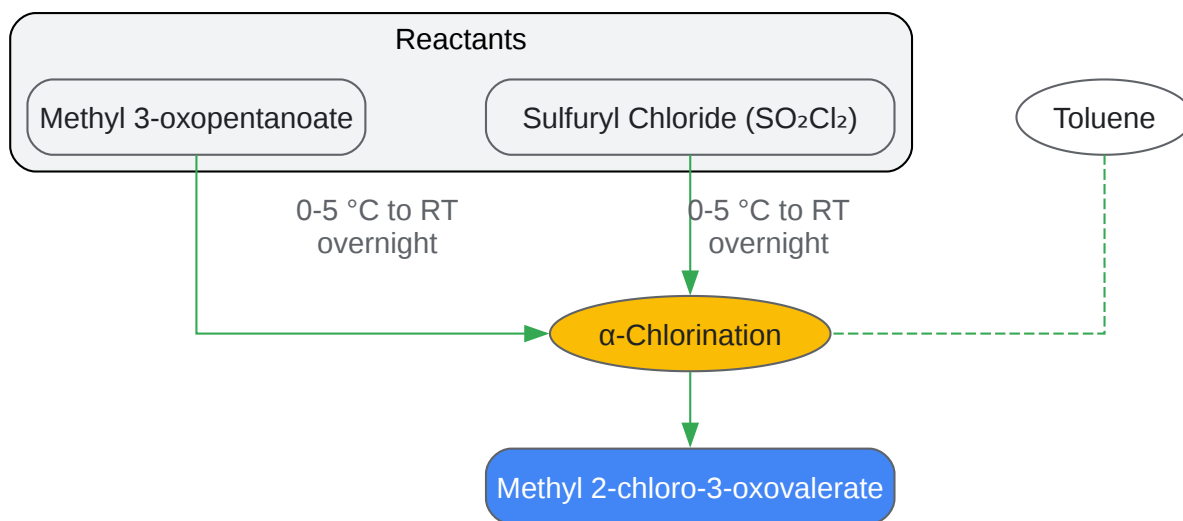 Reactants
Methyl 3-oxopentanoate
Sulfuryl Chloride (SO₂Cl₂)
Toluene
0-5 °C to RT
overnight
0-5 °C to RT
overnight
α-Chlorination
Methyl 2-chloro-3-oxovalerate